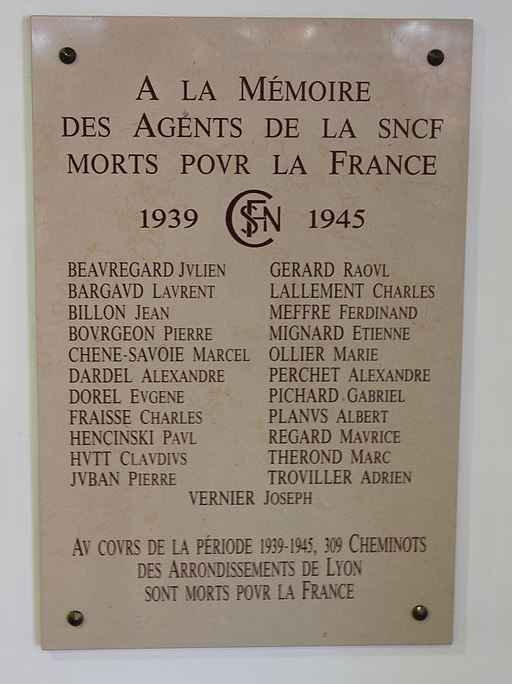 A LA MÉMOIRE
DES AGENTS DE LA SNCF
MORTS POVR LA FRANCE
1939 SNCF 1945
BEAVREGARD JVLIEN
BARGAVD LAVRENT
BILLON JEAN
BOVRGEON PIERRE
CHENE-SAVOIE MARCEL
DARDEL ALEXANDRE
DOREL EVGENE
FRAISSE CHARLES
HENCINSKI PAVL
HVTT CLAVDIVS
JVBAN PIERRE
GERARD RAOVL
LALLEMENT CHARLES
MEFFRE FERDINAND
MIGNARD ETIENNE
OLLIER MARIE
PERCHET ALEXANDRE
PICHARD GABRIEL
PLANVS ALBERT
REGARD MAVRICE
THEROND MARC
TROVILLER ADRIEN
VERNIER JOSEPH
AV COVRS DE LA PÉRIODE 1939-1945, 309 CHEMINOTS
DES ARRONDISSEMENTS DE LYON
SONT MORTS POVR LA FRANCE